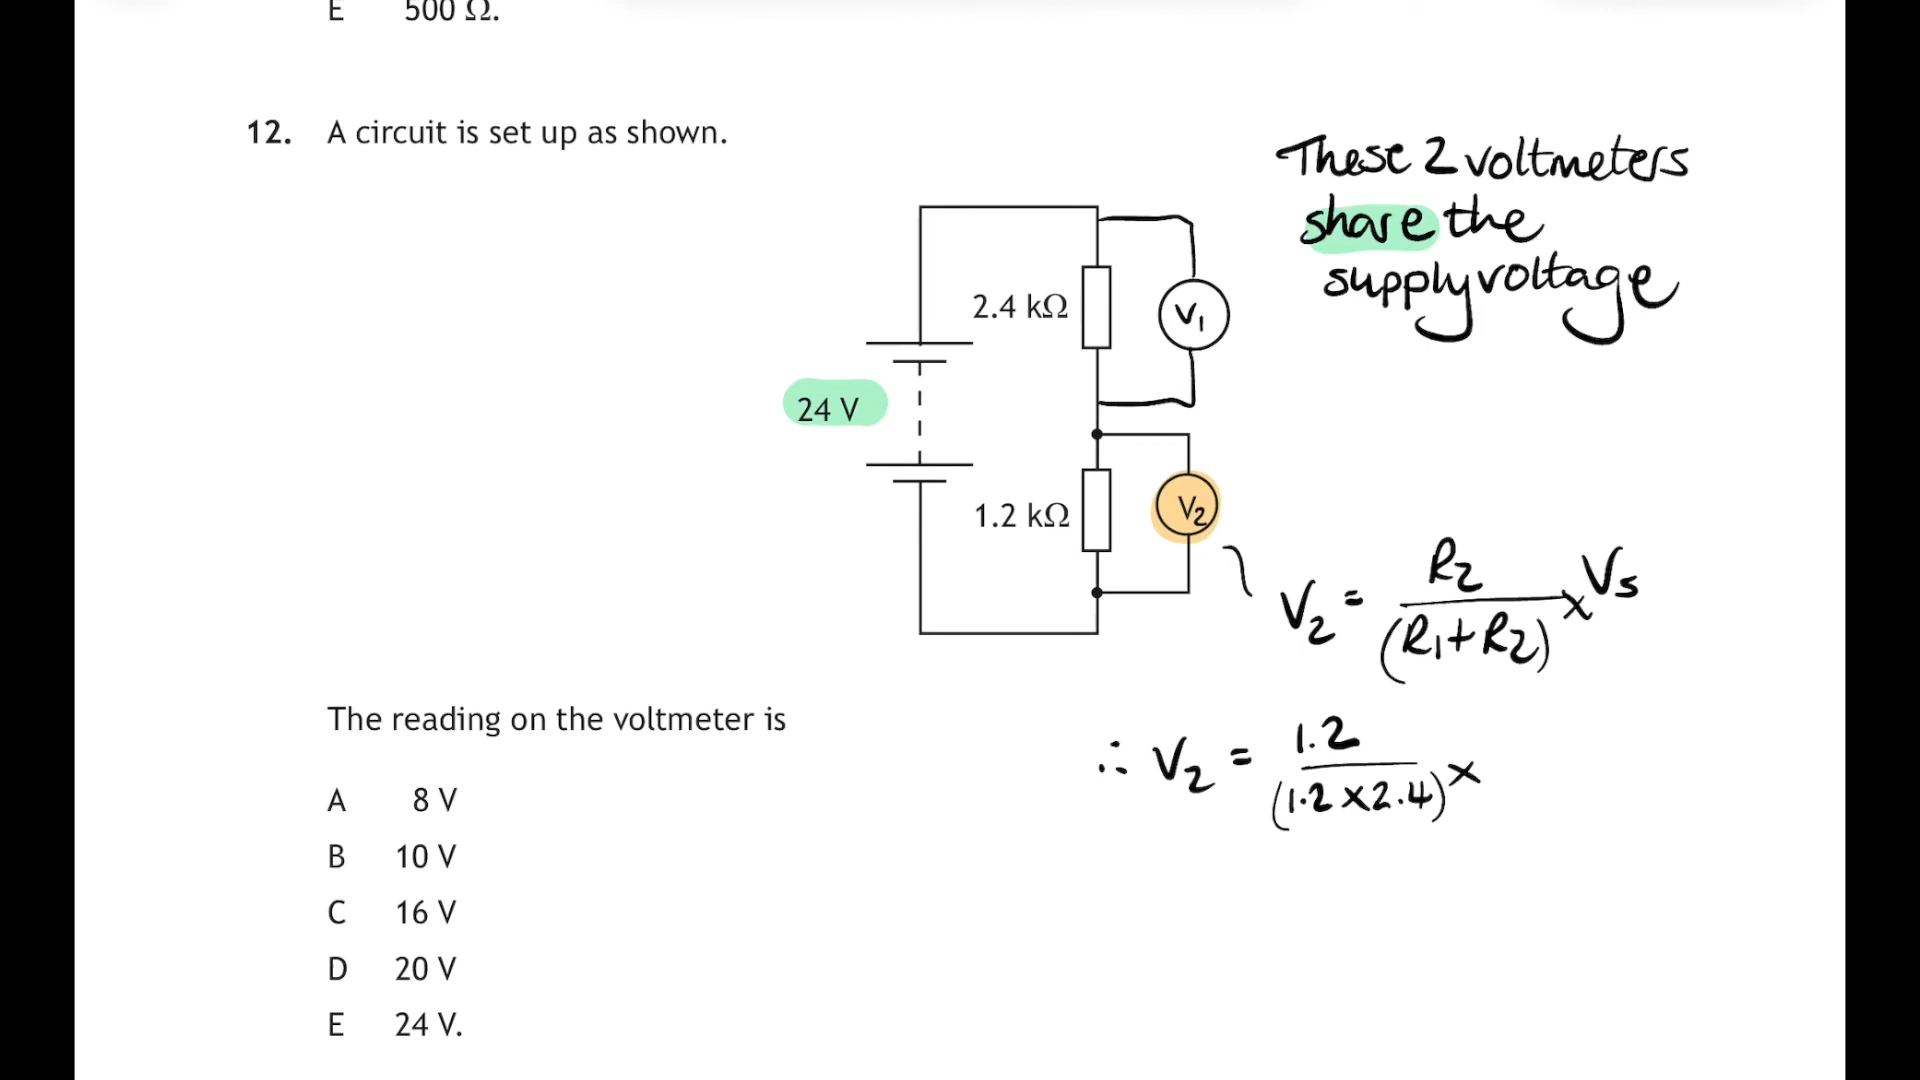 E 500 Ω.
12. A circuit is set up as shown.
These 2 voltmeters
share the
supply voltage
2.4 kΩ
V₁
24 V
1.2 kΩ
V₂
V₂ = R₂ / (R₁ + R₂) × Vs
The reading on the voltmeter is
∴ V₂ = 1.2 / (1.2 × 2.4) ×
A 8 V
B 10 V
C 16 V
D 20 V
E 24 V.